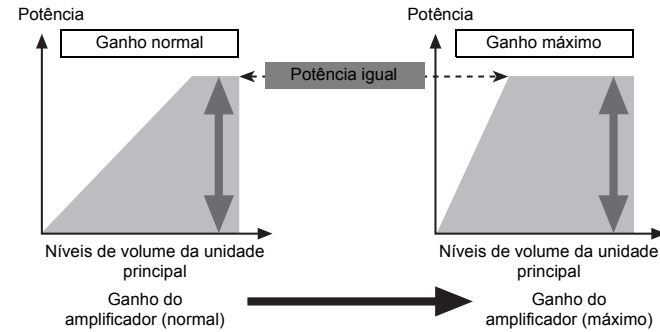 Potência
Ganho normal
Potência igual
Potência
Ganho máximo
Níveis de volume da unidade
principal
Níveis de volume da unidade
principal
Ganho do
amplificador (normal)
Ganho do
amplificador (máximo)